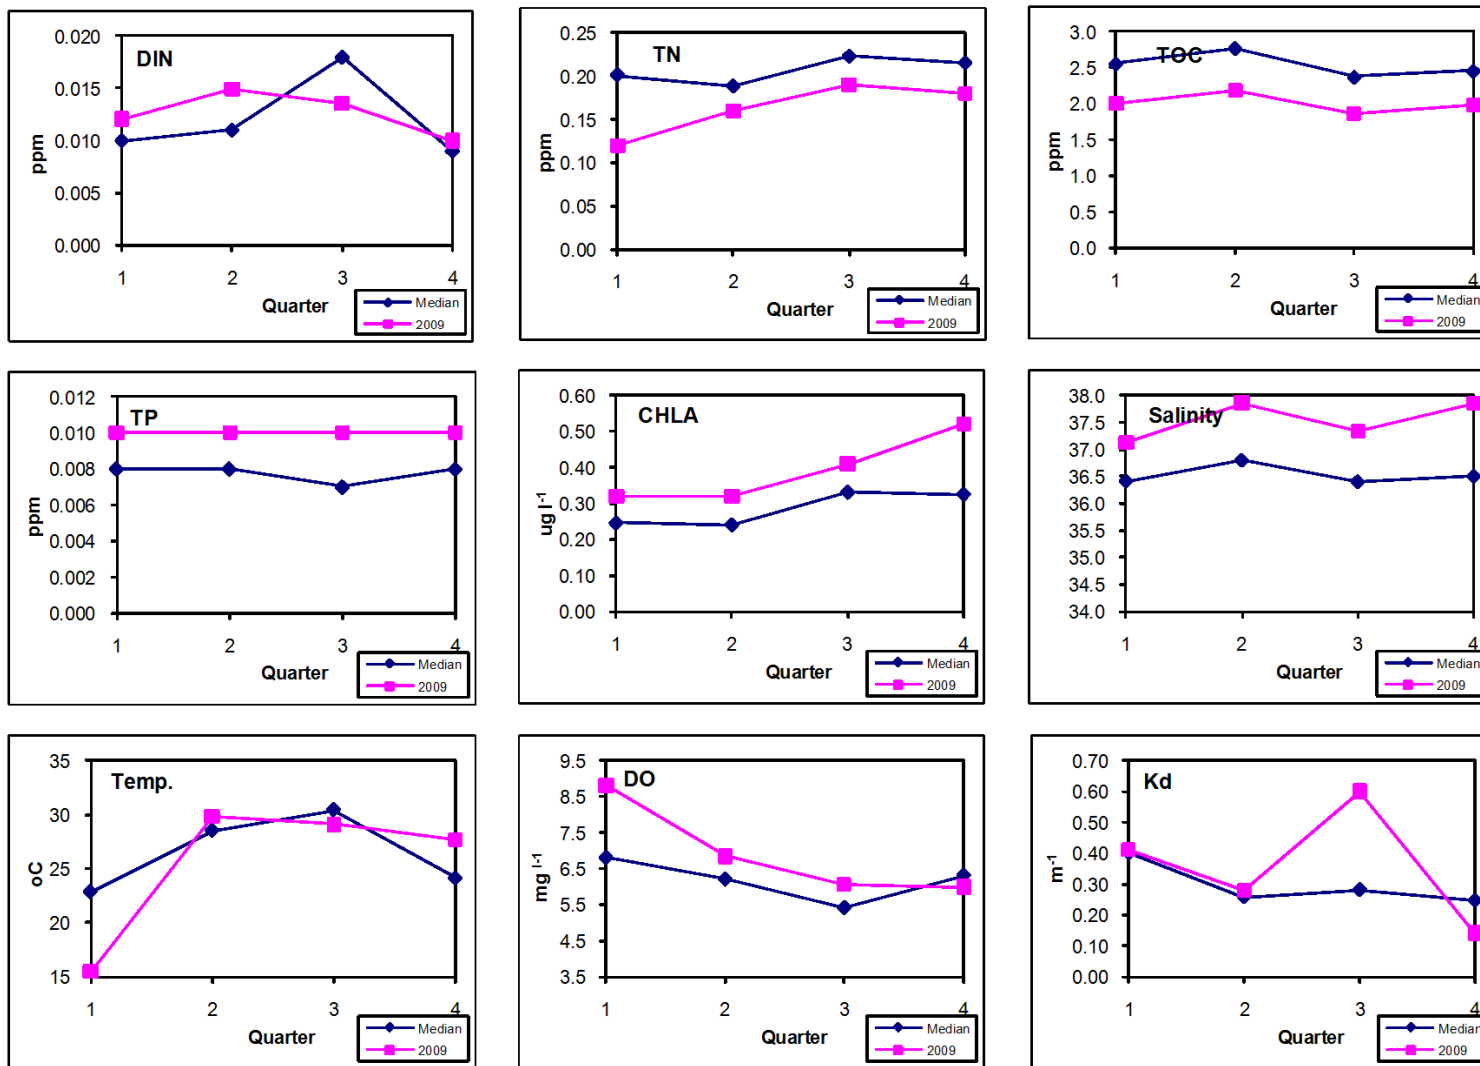 DIN
0.020
0.015
0.010
0.005
0.000
ppm
1 2 3 4
Quarter
Median
2009
TN
0.25
0.20
0.15
0.10
0.05
0.00
ppm
1 2 3 4
Quarter
Median
2009
TOC
3.0
2.5
2.0
1.5
1.0
0.5
0.0
ppm
1 2 3 4
Quarter
Median
2009
TP
0.012
0.010
0.008
0.006
0.004
0.002
0.000
ppm
1 2 3 4
Quarter
Median
2009
CHLA
0.60
0.50
0.40
0.30
0.20
0.10
0.00
ug l-1
1 2 3 4
Quarter
Median
2009
Salinity
38.0
37.5
37.0
36.5
36.0
35.5
35.0
34.5
34.0
1 2 3 4
Quarter
Median
2009
Temp.
35
30
25
20
15
oC
1 2 3 4
Quarter
Median
2009
DO
9.5
8.5
7.5
6.5
5.5
4.5
3.5
mg l-1
1 2 3 4
Quarter
Median
2009
Kd
0.70
0.60
0.50
0.40
0.30
0.20
0.10
0.00
m-1
1 2 3 4
Quarter
Median
2009